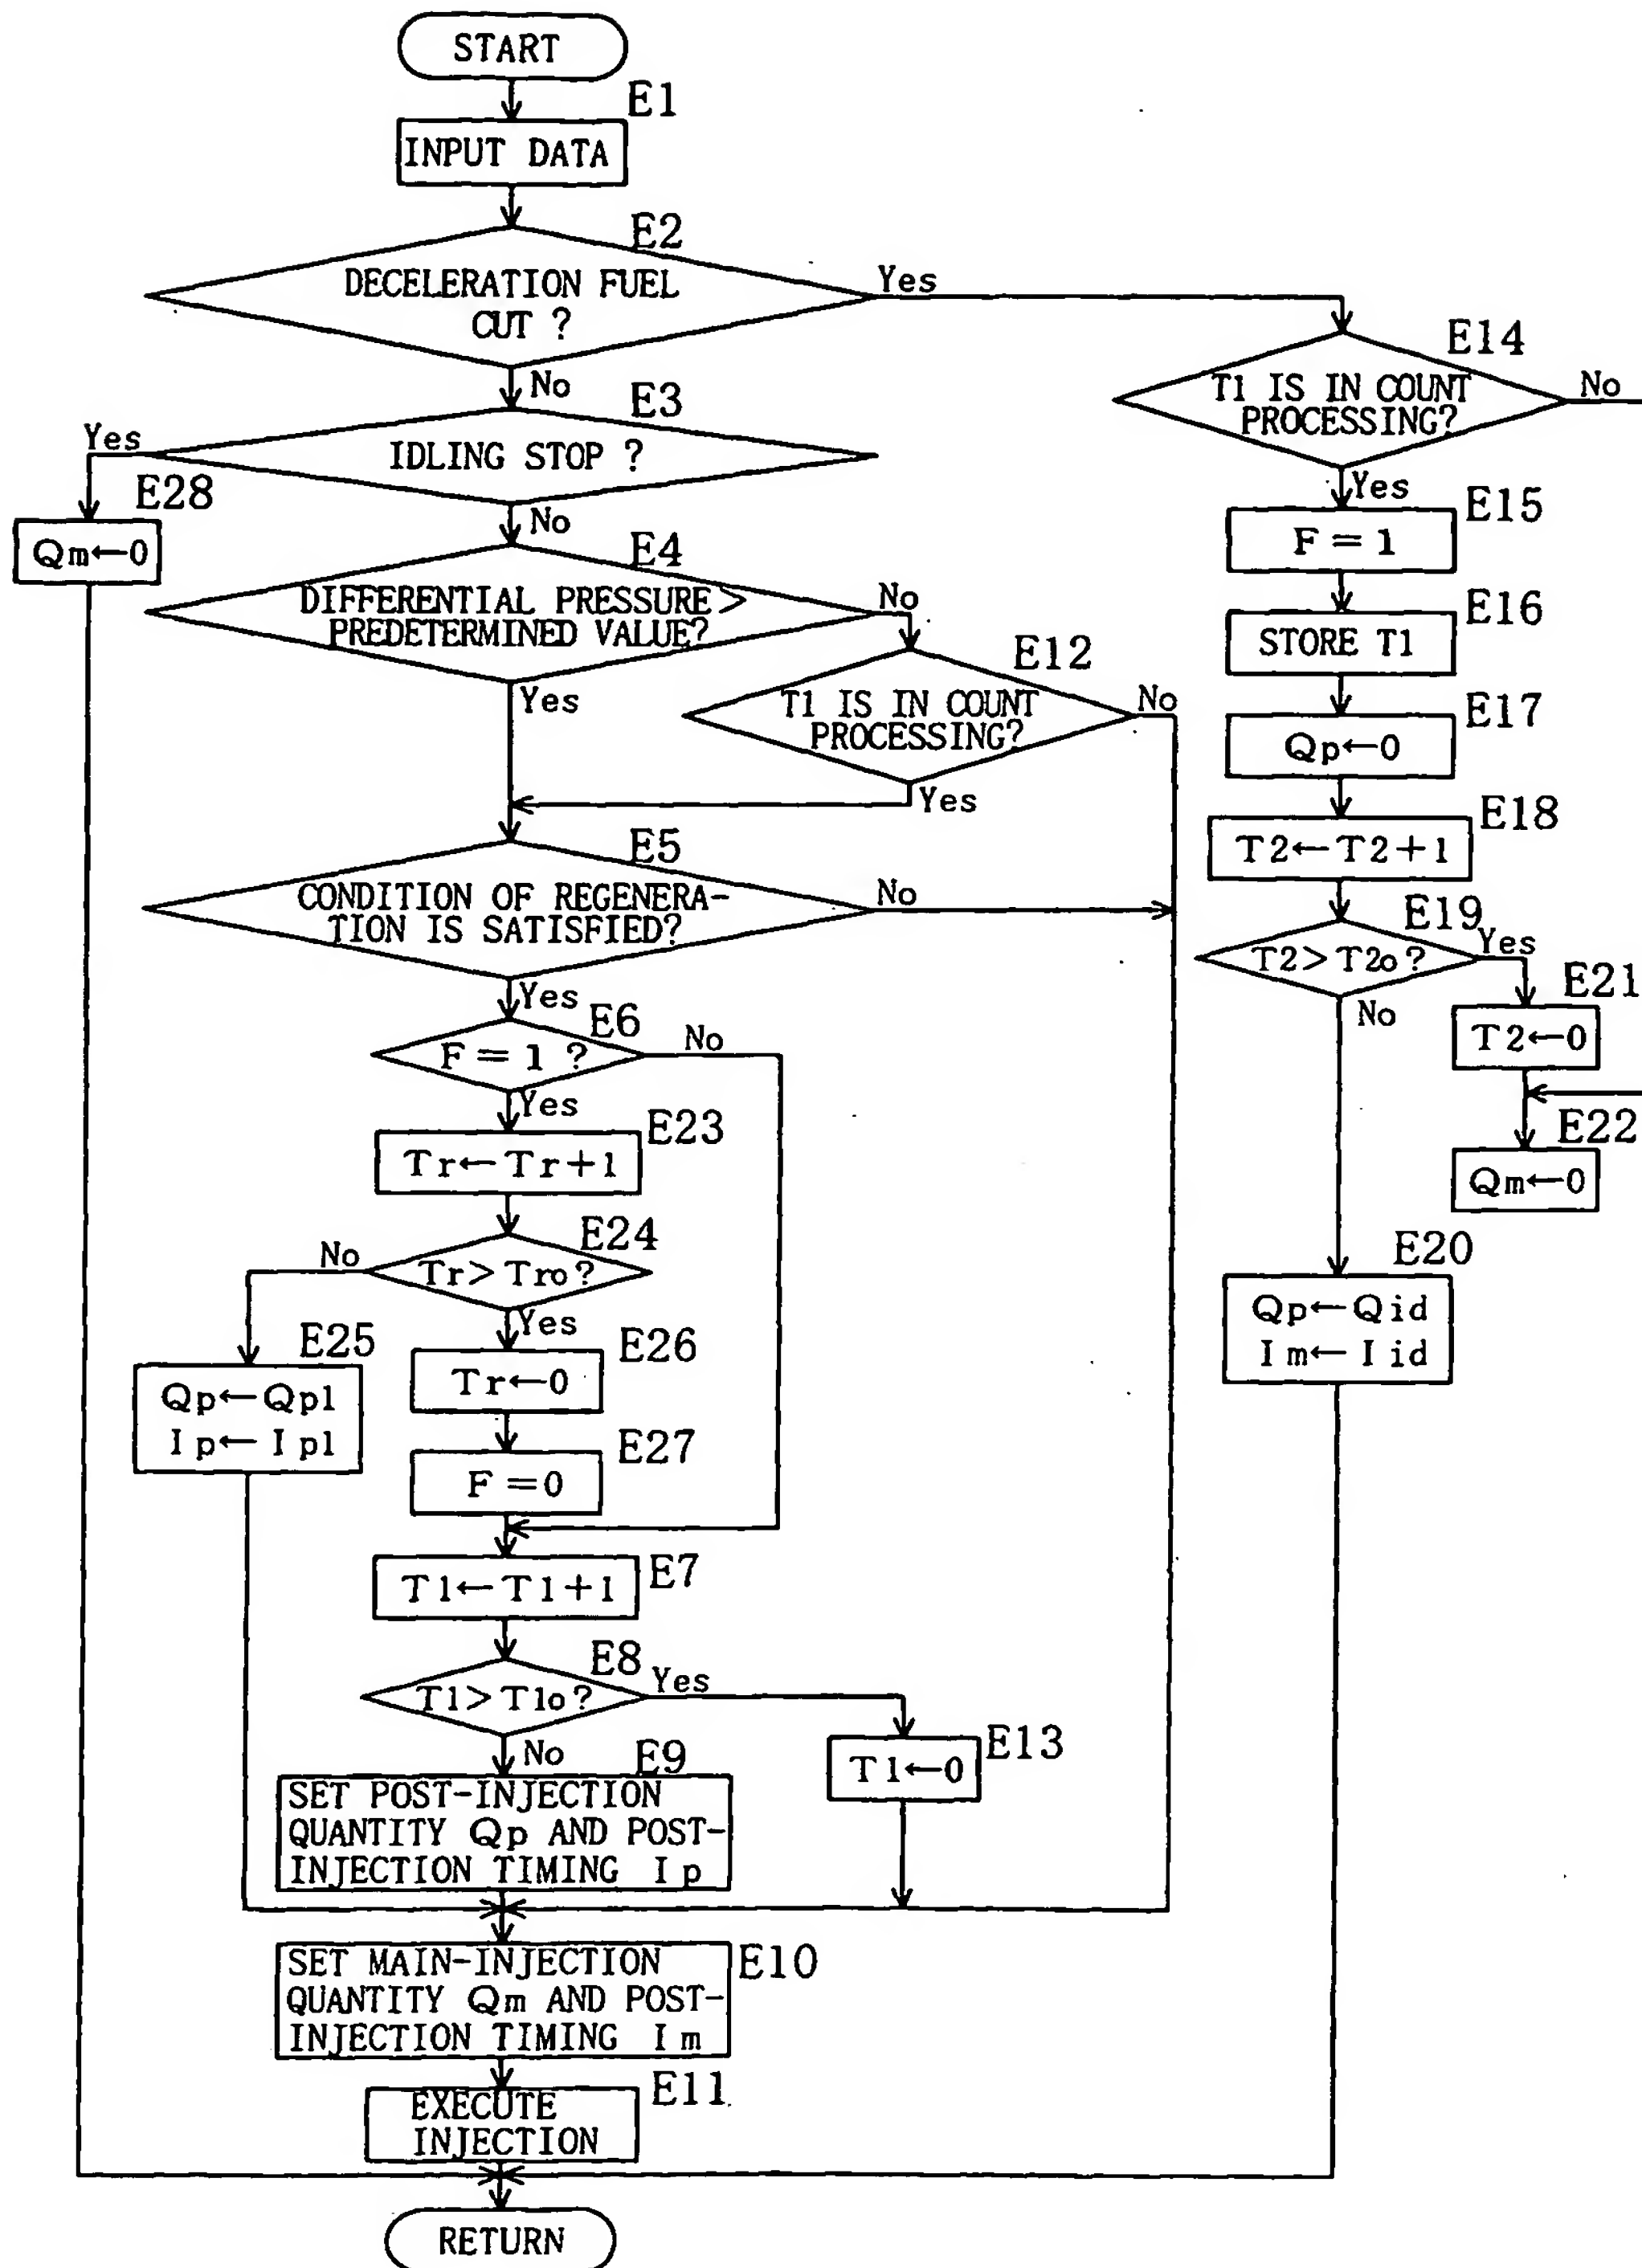 START
E1
INPUT DATA
E2
DECELERATION FUEL
CUT ?
Yes
No
E14
T1 IS IN COUNT
PROCESSING?
No
Yes
E3
IDLING STOP ?
Yes
No
E28
Qm←0
E15
F=1
E4
DIFFERENTIAL PRESSURE>
PREDETERMINED VALUE?
No
Yes
E16
STORE T1
E12
T1 IS IN COUNT
PROCESSING?
No
Yes
E17
Qp←0
E18
T2←T2+1
E5
CONDITION OF REGENERA-
TION IS SATISFIED?
No
Yes
E19
T2>T2o?
Yes
No
E21
T2←0
E6
F=1 ?
No
Yes
E22
Qm←0
E23
Tr←Tr+1
E24
Tr>Tro?
No
Yes
E20
Qp←Qid
Im←Iid
E25
Qp←Qpl
Ip←Ipl
E26
Tr←0
E27
F=0
E7
T1←T1+1
E8
T1>T1o?
Yes
No
E13
T1←0
E9
SET POST-INJECTION
QUANTITY Qp AND POST-
INJECTION TIMING Ip
E10
SET MAIN-INJECTION
QUANTITY Qm AND POST-
INJECTION TIMING Im
E11
EXECUTE
INJECTION
RETURN